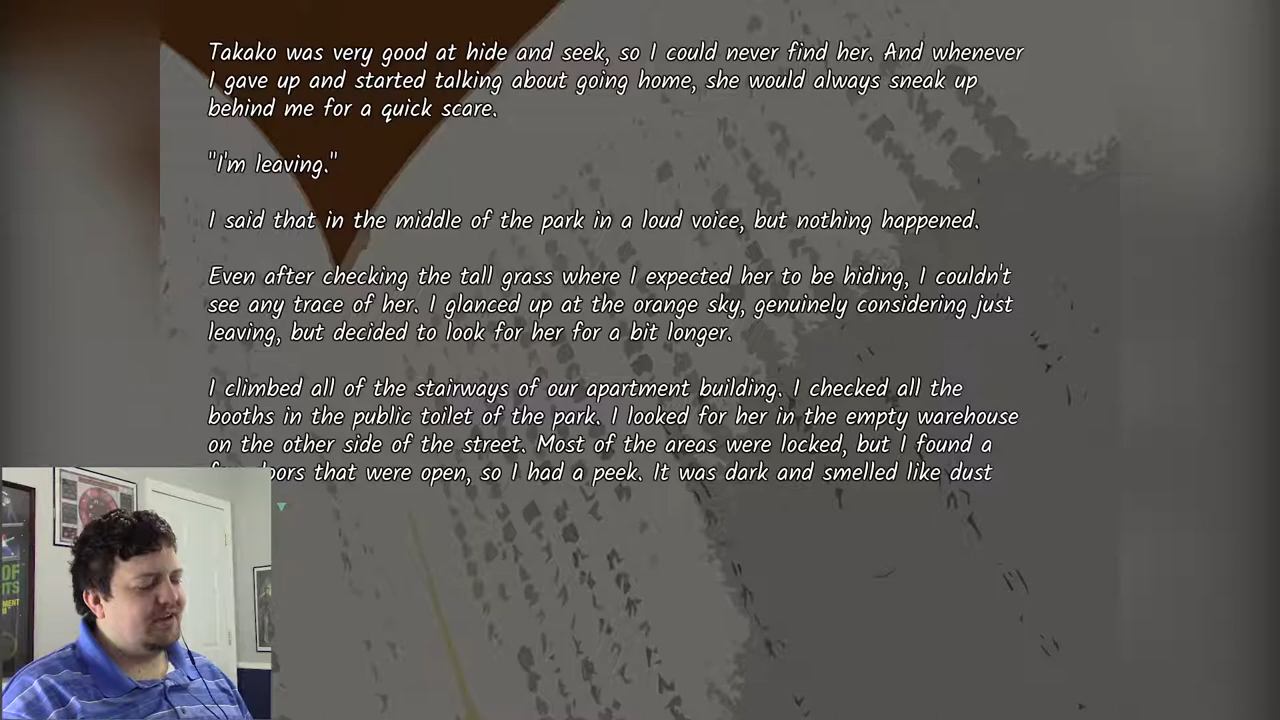 Takako was very good at hide and seek, so I could never find her. And whenever
I gave up and started talking about going home, she would always sneak up
behind me for a quick scare.
"I'm leaving."
I said that in the middle of the park in a loud voice, but nothing happened.
Even after checking the tall grass where I expected her to be hiding, I couldn't
see any trace of her. I glanced up at the orange sky, genuinely considering just
leaving, but decided to look for her for a bit longer.
I climbed all of the stairways of our apartment building. I checked all the
booths in the public toilet of the park. I looked for her in the empty warehouse
on the other side of the street. Most of the areas were locked, but I found a
that were open, so I had a peek. It was dark and smelled like dust
OF